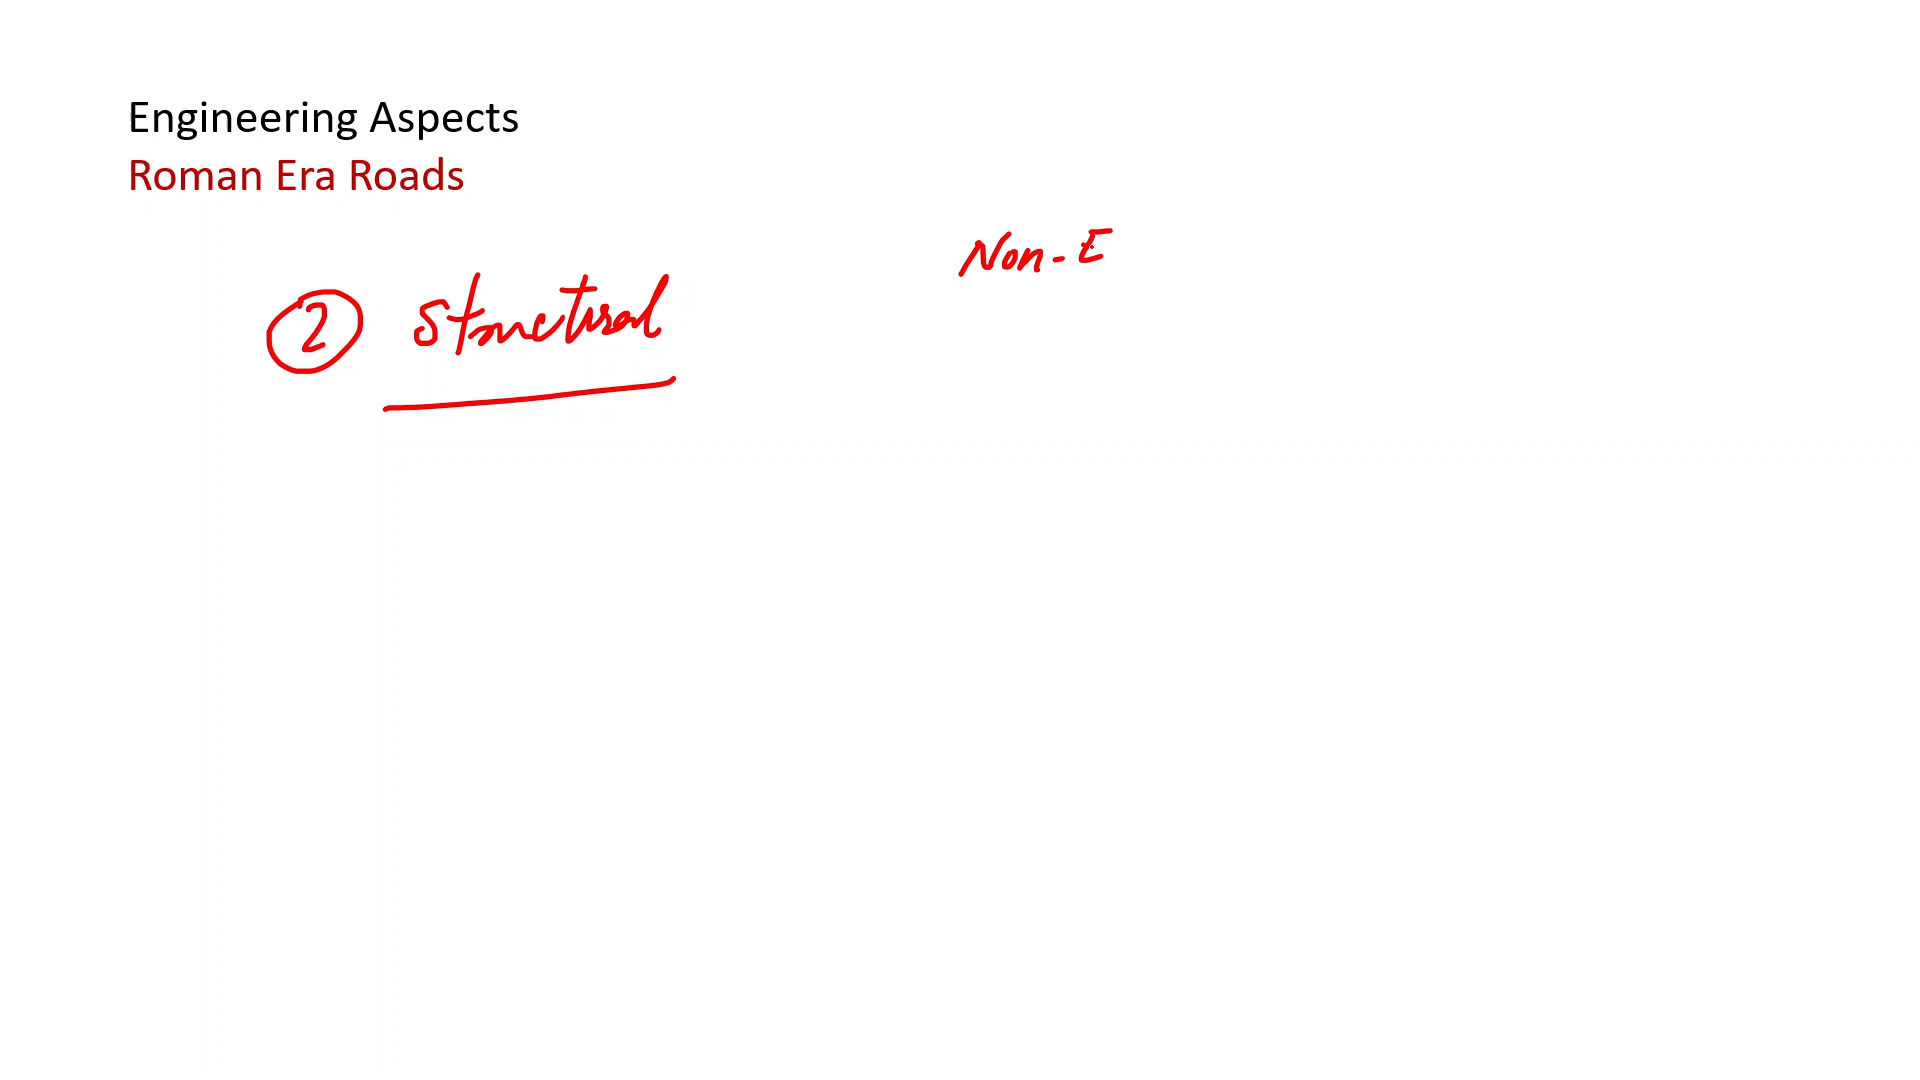 Engineering Aspects
Roman Era Roads
Non-E
2 Structural